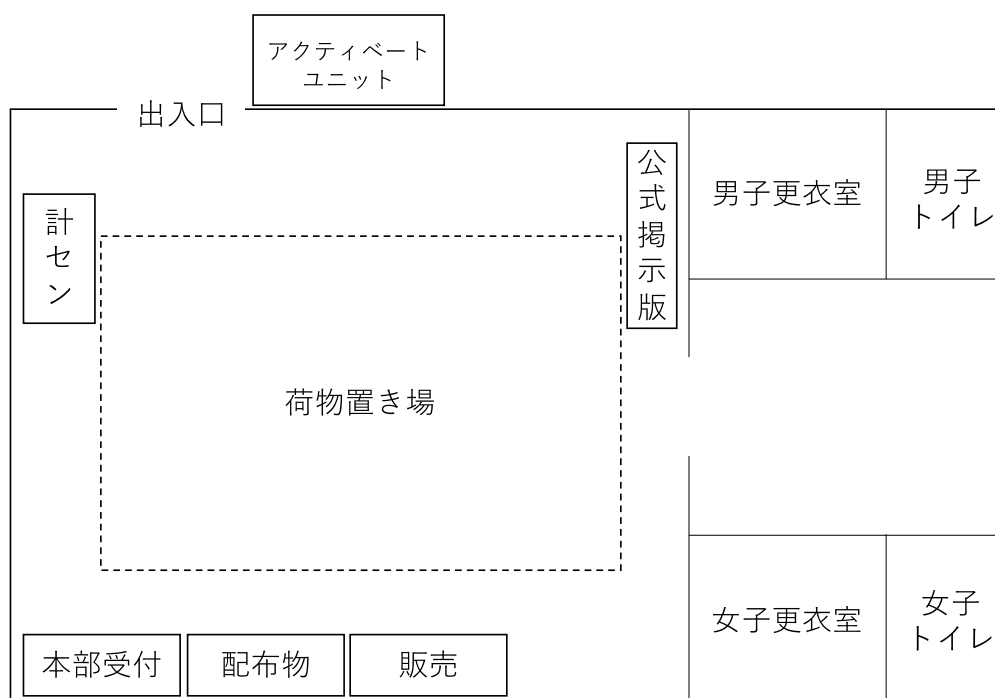 アクティベート
ユニット
出入口
公式掲示版
男子更衣室
男子
トイレ
計セン
荷物置き場
女子更衣室
女子
トイレ
本部受付
配布物
販売